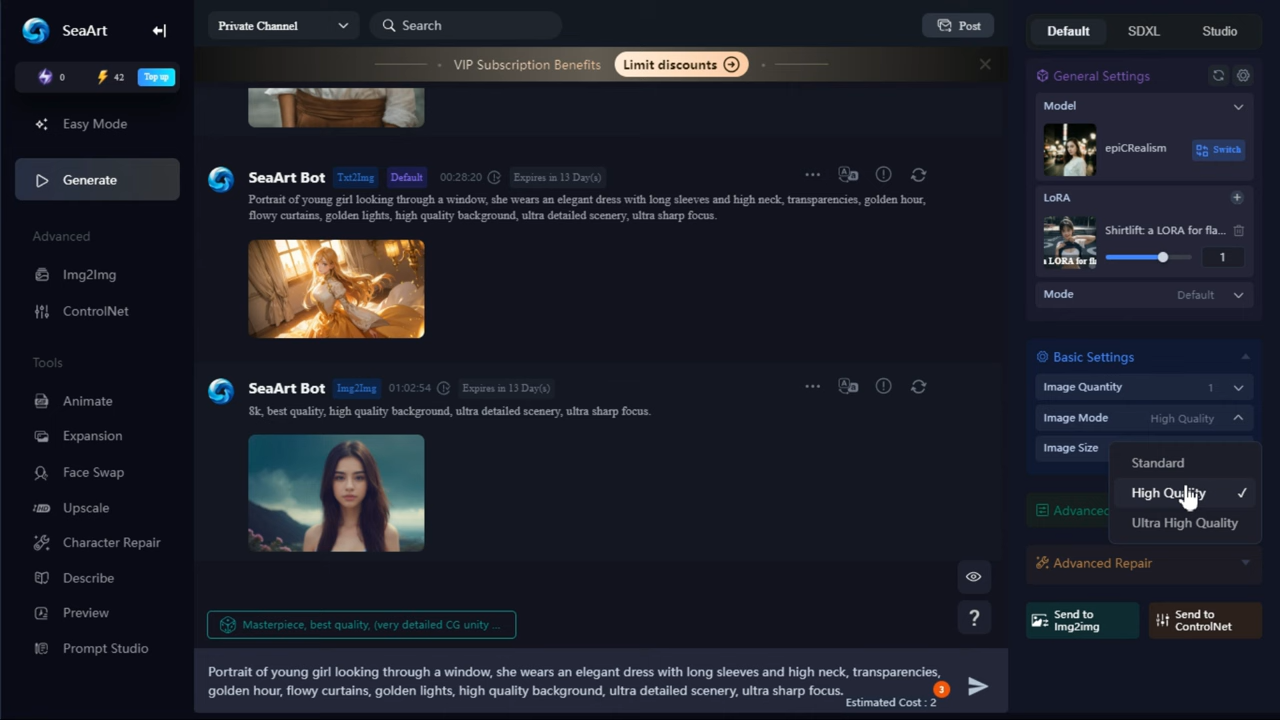 SeaArt
0
42
Top up
Easy Mode
Generate
Advanced
Img2Img
ControlNet
Tools
Animate
Expansion
Face Swap
HD Upscale
Character Repair
Describe
Preview
Prompt Studio
Private Channel
Search
Post
VIP Subscription Benefits
Limit discounts
SeaArt Bot Txt2Img Default 00:28:20 Expires in 13 Day(s)
Portrait of young girl looking through a window, she wears an elegant dress with long sleeves and high neck, transparencies, golden hour,
flowy curtains, golden lights, high quality background, ultra detailed scenery, ultra sharp focus.
SeaArt Bot Img2Img 01:02:54 Expires in 13 Day(s)
8k, best quality, high quality background, ultra detailed scenery, ultra sharp focus.
?
Masterpiece, best quality, (very detailed CG unity ...
Portrait of young girl looking through a window, she wears an elegant dress with long sleeves and high neck, transparencies,
golden hour, flowy curtains, golden lights, high quality background, ultra detailed scenery, ultra sharp focus.
3
Estimated Cost : 2
Default SDXL Studio
General Settings
Model
epiCRealism
Switch
LoRA
Shirtlift: a LORA for fla...
a LORA for fl
1
Mode Default
Basic Settings
Image Quantity 1
Image Mode High Quality
Image Size
Standard
High Quality
Ultra High Quality
Advanced
Advanced Repair
Send to
Img2img
Send to
ControlNet